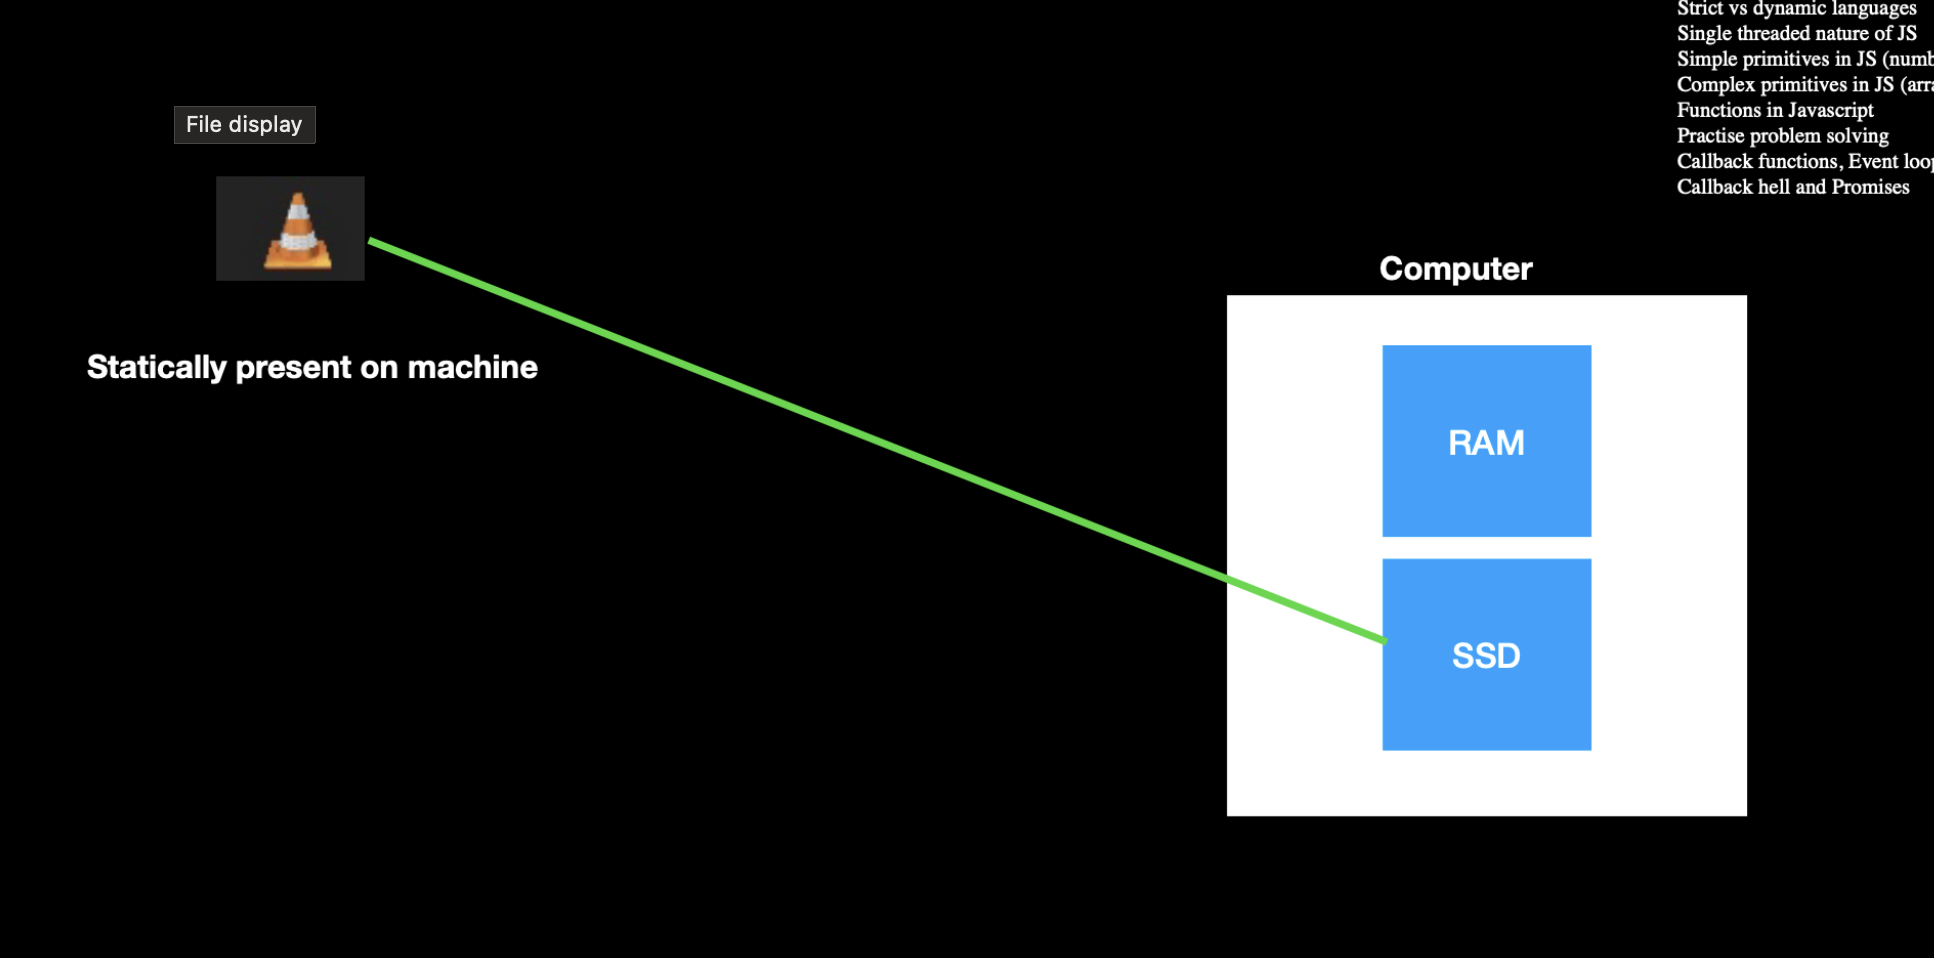 Strict vs dynamic languages
Single threaded nature of JS
Simple primitives in JS (numb
Complex primitives in JS (arra
Functions in Javascript
Practise problem solving
Callback functions, Event loop
Callback hell and Promises
File display
Statically present on machine
Computer
RAM
SSD